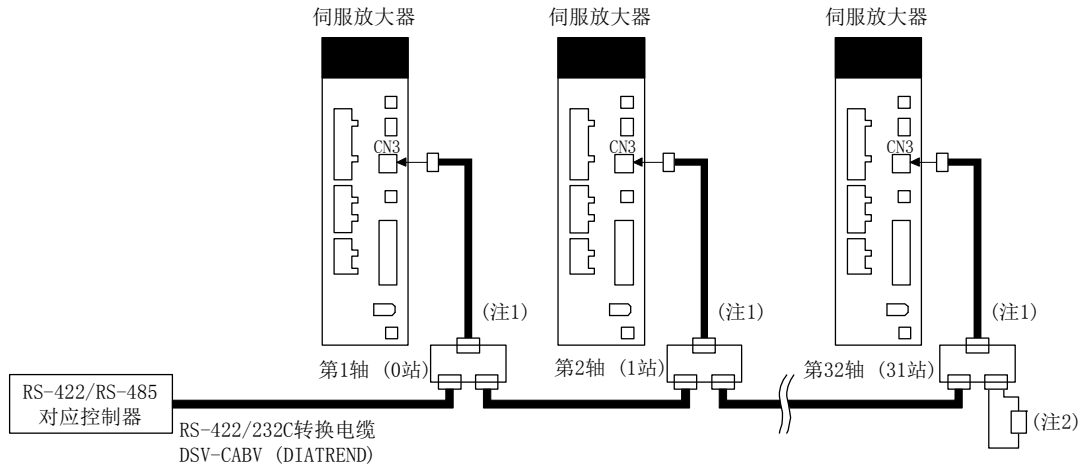 伺服放大器
伺服放大器
伺服放大器
CN3
CN3
CN3
(注1)
(注1)
(注1)
第1轴 (0站)
第2轴 (1站)
第32轴 (31站)
RS-422/RS-485
对应控制器
RS-422/232C转换电缆
DSV-CABV (DIATREND)
(注2)